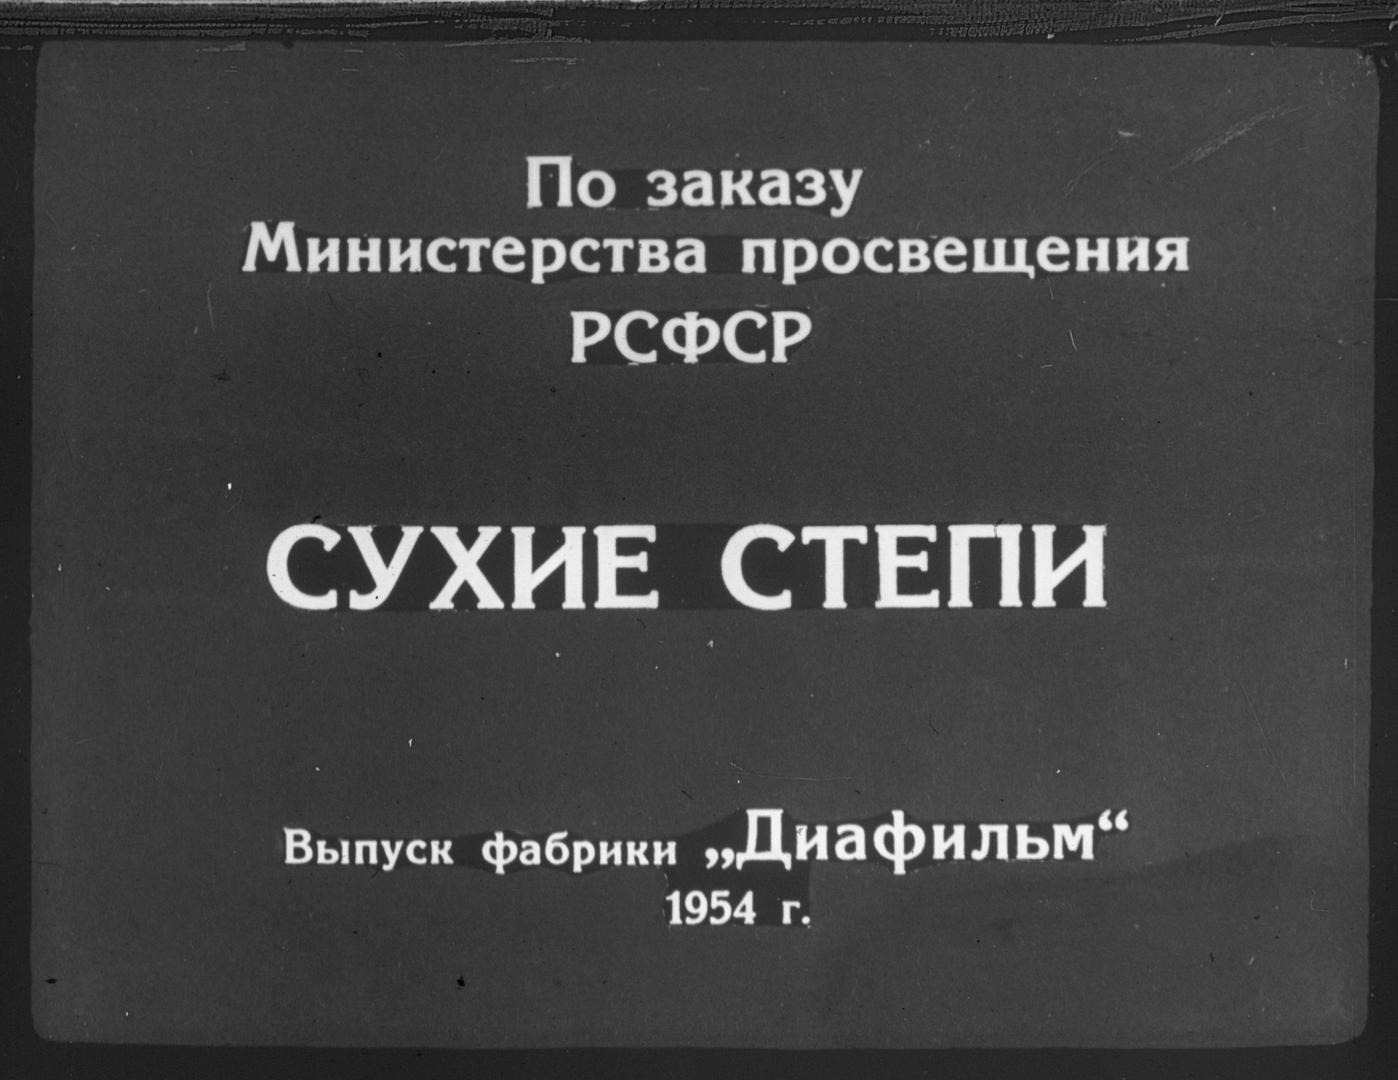 По заказу
Министерства просвещения
РСФСР
СУХИЕ СТЕПИ
Выпуск фабрики „Диафильм“
1954 г.